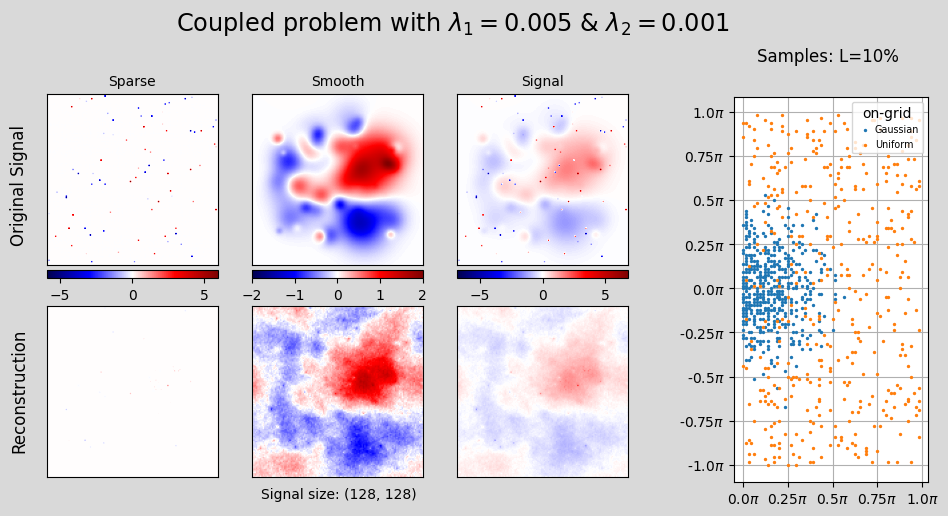 Coupled problem with λ₁ = 0.005 & λ₂ = 0.001
Samples: L=10%
Sparse
Smooth
Signal
Original Signal
−5 0 5
−2 −1 0 1 2
−5 0 5
Reconstruction
Signal size: (128, 128)
on-grid
Gaussian
Uniform
1.0π
0.75π
0.5π
0.25π
0.0π
-0.25π
-0.5π
-0.75π
-1.0π
0.0π 0.25π 0.5π 0.75π 1.0π